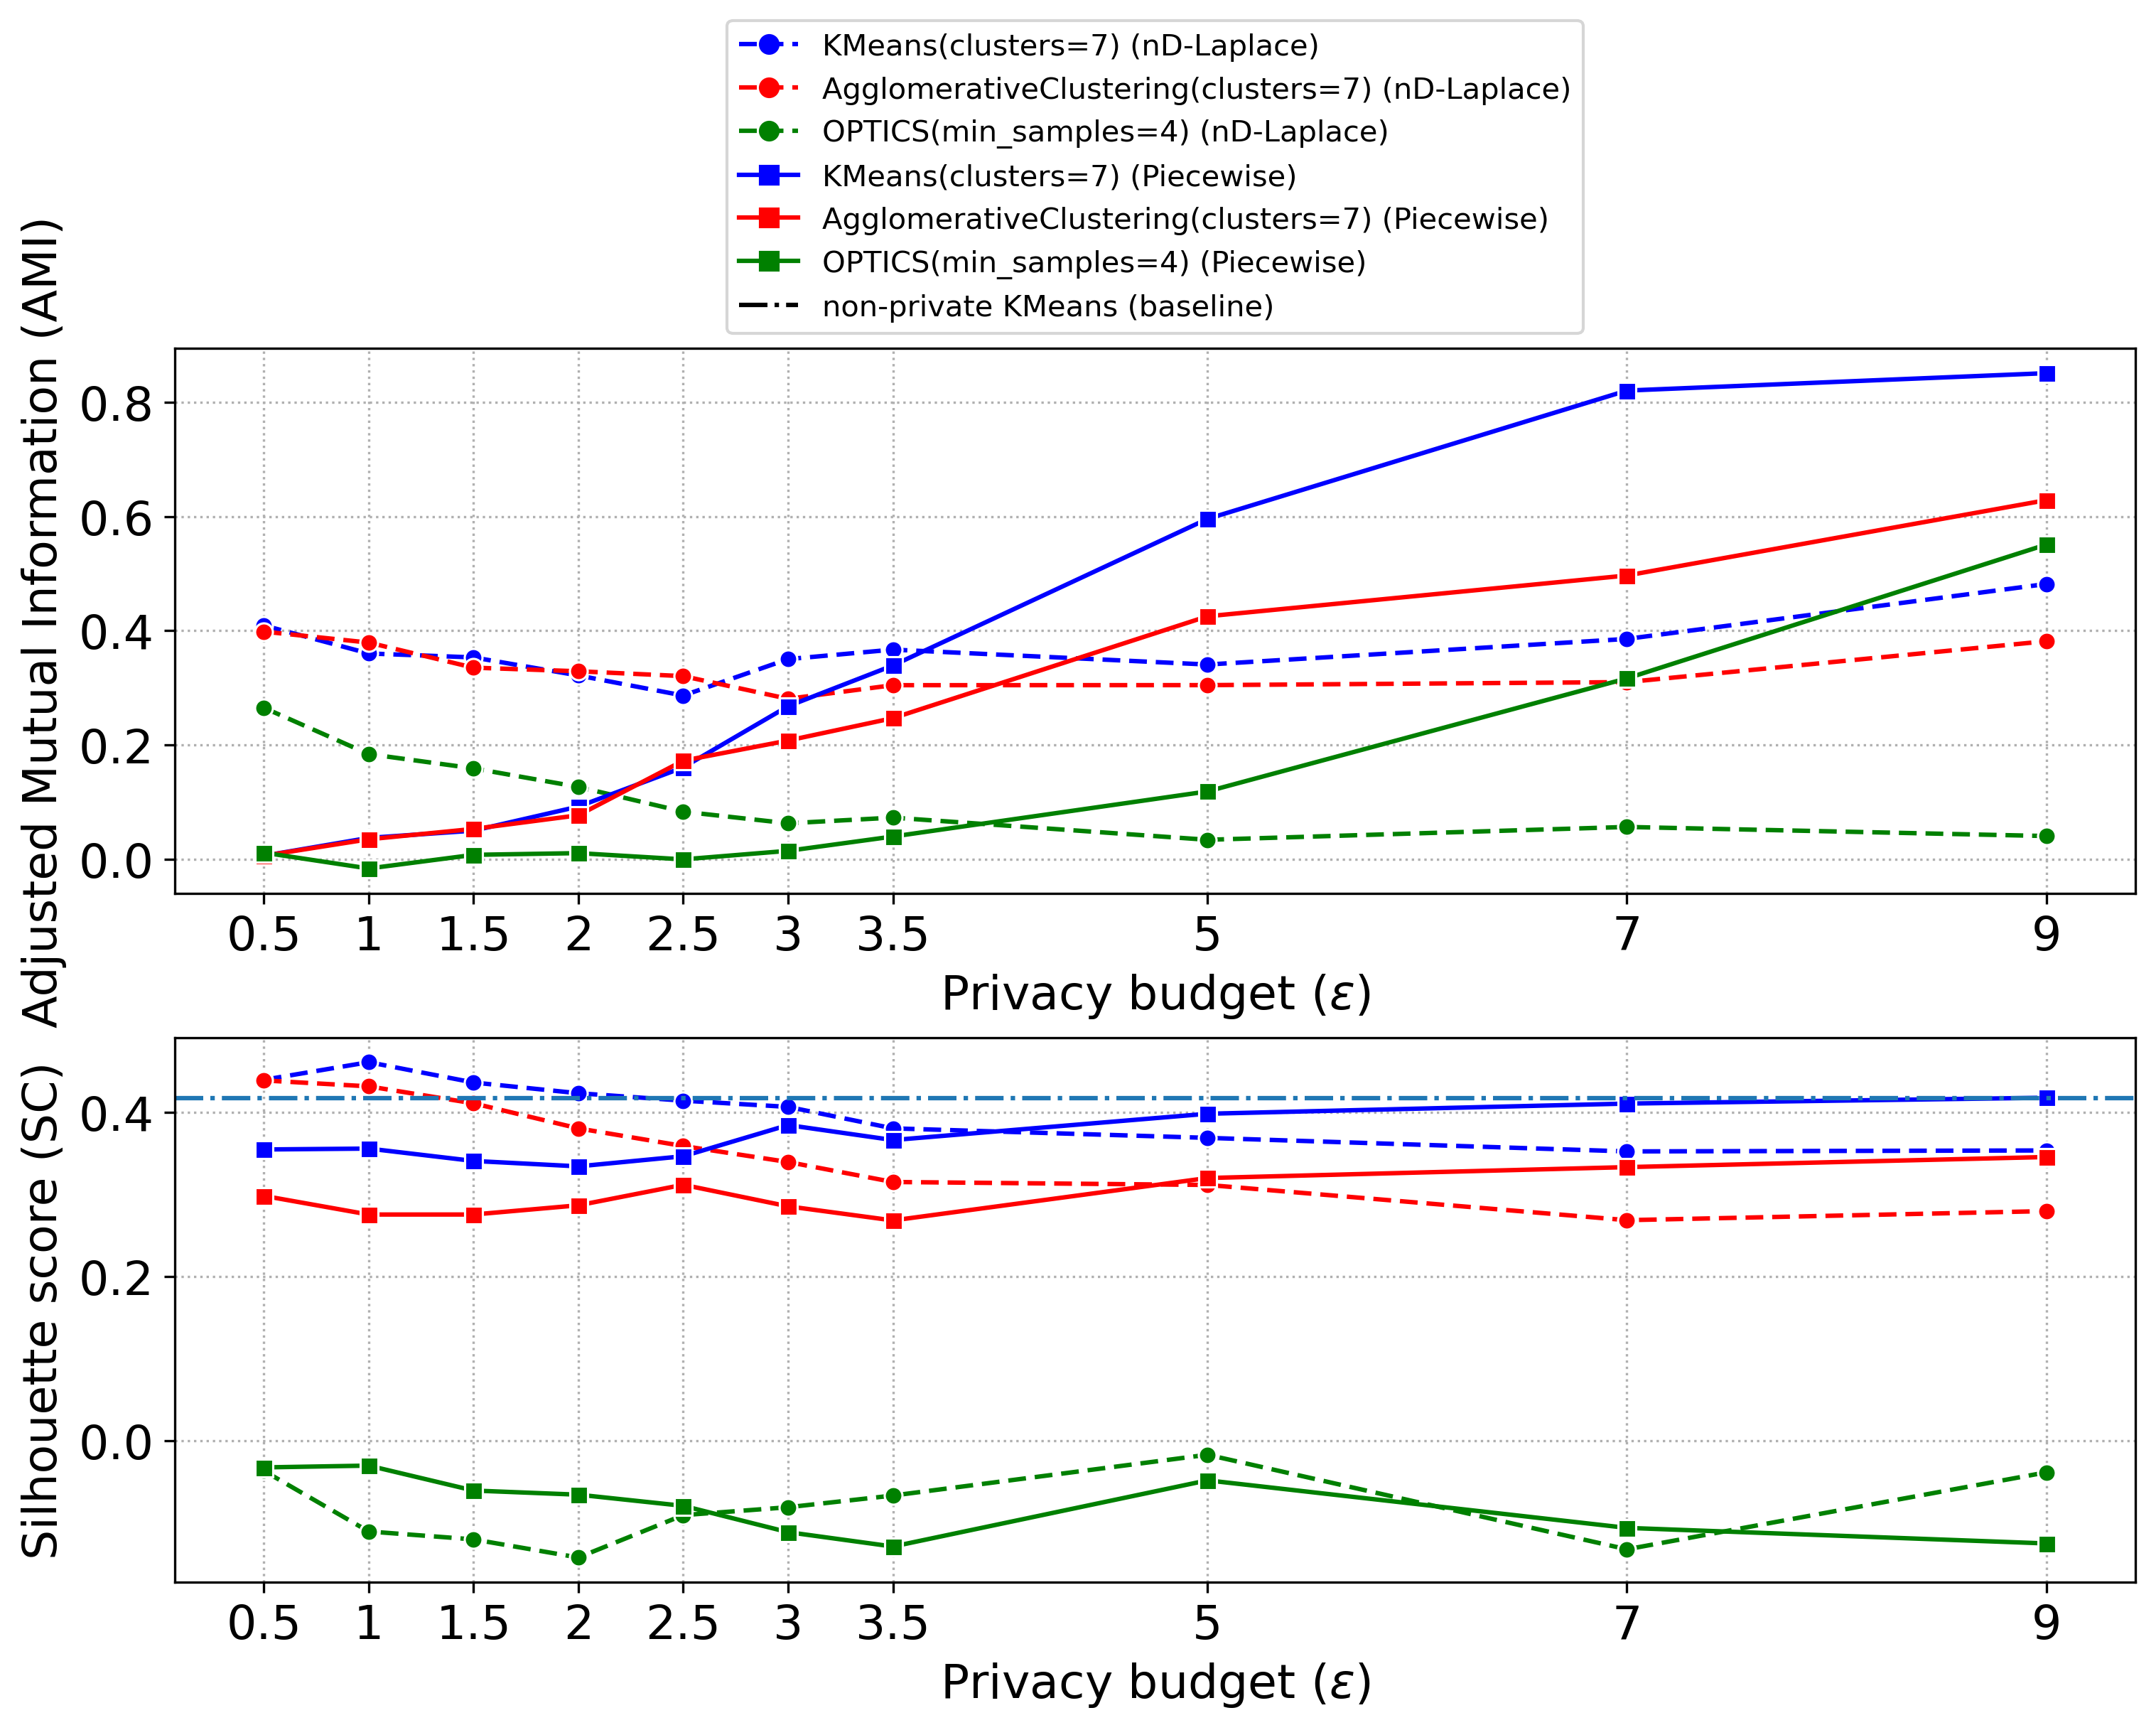 KMeans(clusters=7) (nD-Laplace)
AgglomerativeClustering(clusters=7) (nD-Laplace)
OPTICS(min_samples=4) (nD-Laplace)
KMeans(clusters=7) (Piecewise)
AgglomerativeClustering(clusters=7) (Piecewise)
OPTICS(min_samples=4) (Piecewise)
non-private KMeans (baseline)
Adjusted Mutual Information (AMI)
0.8
0.6
0.4
0.2
0.0
0.5 1 1.5 2 2.5 3 3.5 5 7 9
Privacy budget (ε)
Silhouette score (SC)
0.4
0.2
0.0
0.5 1 1.5 2 2.5 3 3.5 5 7 9
Privacy budget (ε)